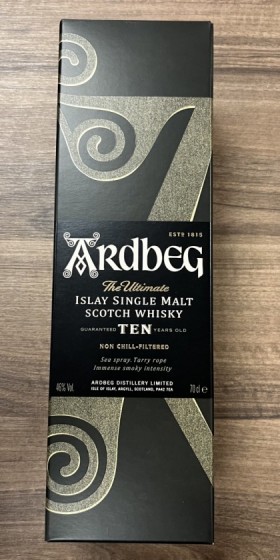 ESTD 1815
ARDBEG
The Ultimate
ISLAY SINGLE MALT
SCOTCH WHISKY
GUARANTEED TEN YEARS OLD
NON CHILL-FILTERED
Sea spray. Tarry rope
Immense smoky intensity
ARDBEG DISTILLERY LIMITED
46% Vol. ISLE OF ISLAY, ARGYLL, SCOTLAND, PA42 7EA 70cl e